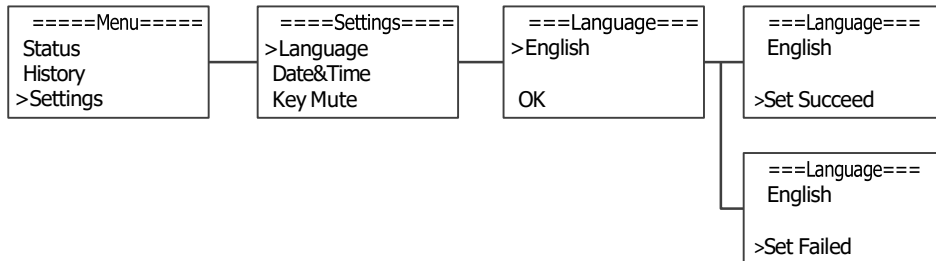 =====Menu=====
Status
History
>Settings
====Settings====
>Language
Date&Time
Key Mute
===Language===
>English
OK
===Language===
English
>Set Succeed
===Language===
English
>Set Failed